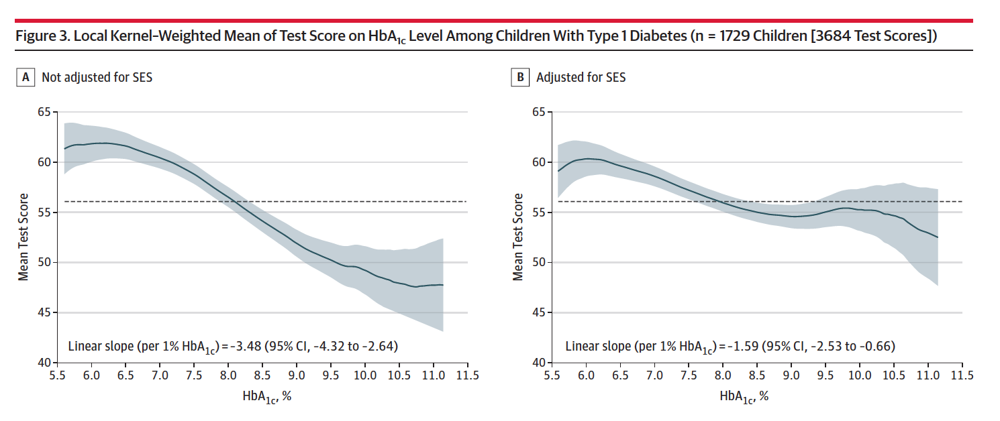 Figure 3. Local Kernel-Weighted Mean of Test Score on HbA1c Level Among Children With Type 1 Diabetes (n = 1729 Children [3684 Test Scores])
A Not adjusted for SES
65
60
55
50
45
40
Mean Test Score
Linear slope (per 1% HbA1c) = -3.48 (95% CI, -4.32 to -2.64)
5.5 6.0 6.5 7.0 7.5 8.0 8.5 9.0 9.5 10.0 10.5 11.0 11.5
HbA1c, %
B Adjusted for SES
65
60
55
50
45
40
Mean Test Score
Linear slope (per 1% HbA1c) = -1.59 (95% CI, -2.53 to -0.66)
5.5 6.0 6.5 7.0 7.5 8.0 8.5 9.0 9.5 10.0 10.5 11.0 11.5
HbA1c, %